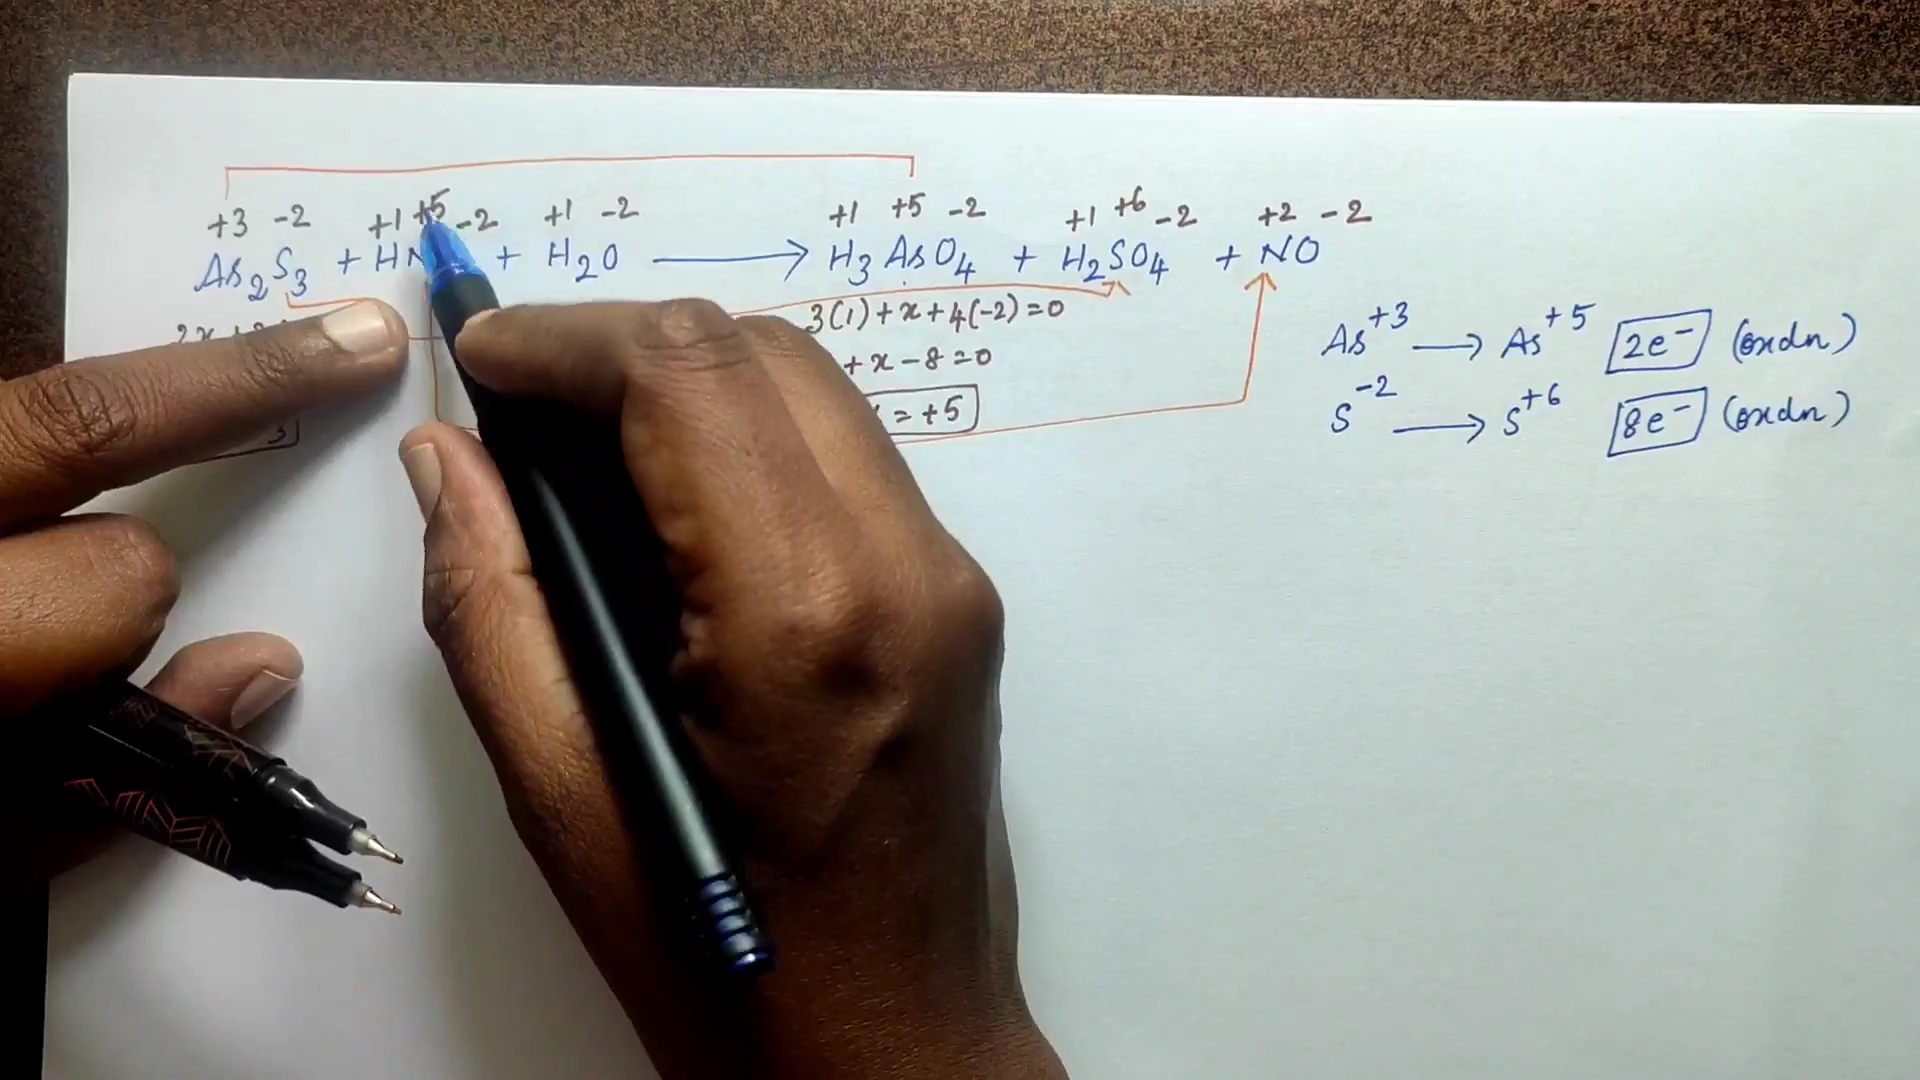 +3 -2 +1 +5 -2 +1 -2 +1 +5 -2 +1 +6 -2 +2 -2
As2S3 + HN + H2O ⟶ H3AsO4 + H2SO4 + NO
3(1)+x+4(-2)=0
+x-8=0
=+5
As+3 ⟶ As+5 2e- (oxdn)
S-2 ⟶ S+6 8e- (oxdn)